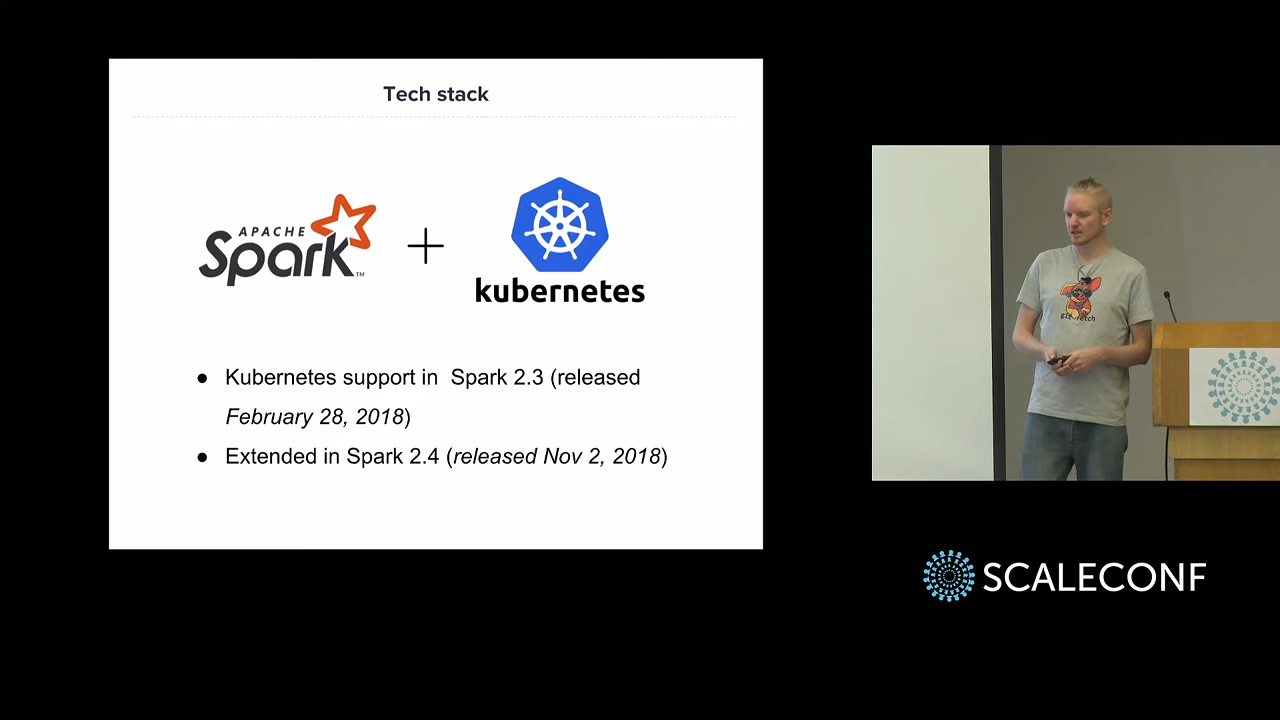 Tech stack
APACHE
Spark™
+
kubernetes
● Kubernetes support in Spark 2.3 (released
February 28, 2018)
● Extended in Spark 2.4 (released Nov 2, 2018)
SCALECONF